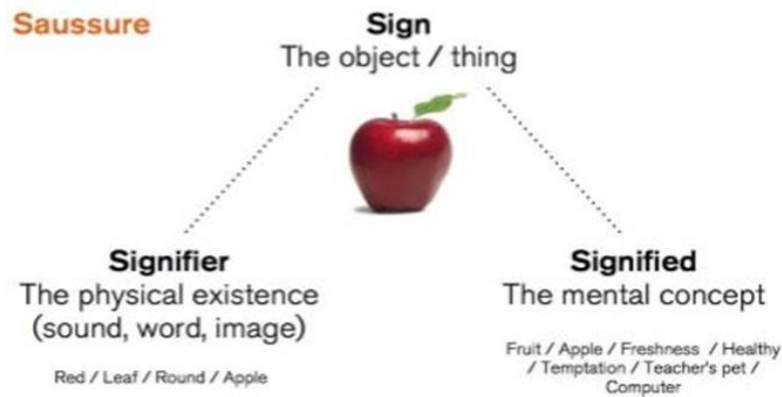 Saussure
Sign
The object / thing
Signifier
The physical existence
(sound, word, image)
Red / Leaf / Round / Apple
Signified
The mental concept
Fruit / Apple / Freshness / Healthy
/ Temptation / Teacher's pet /
Computer